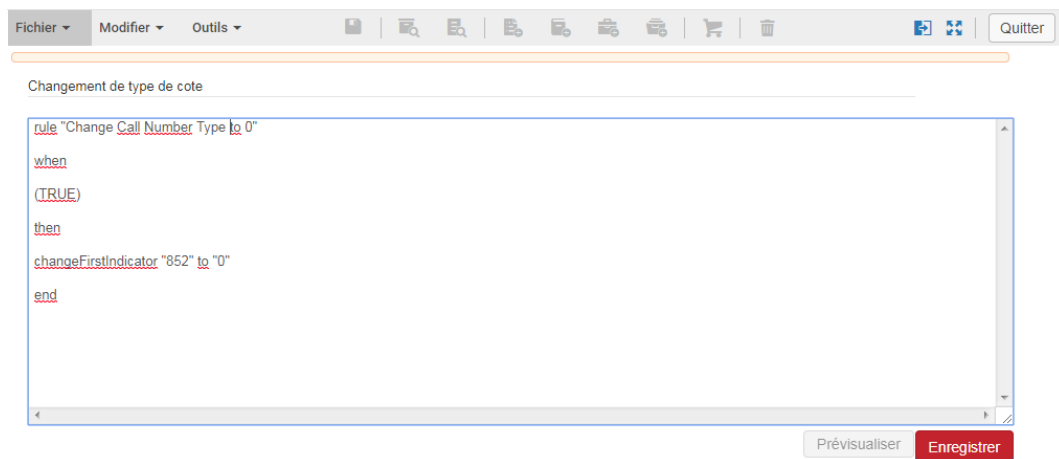 Fichier Modifier Outils Quitter
Changement de type de cote
rule "Change Call Number Type to 0"
when
(TRUE)
then
changeFirstIndicator "852" to "0"
end
Prévisualiser Enregistrer